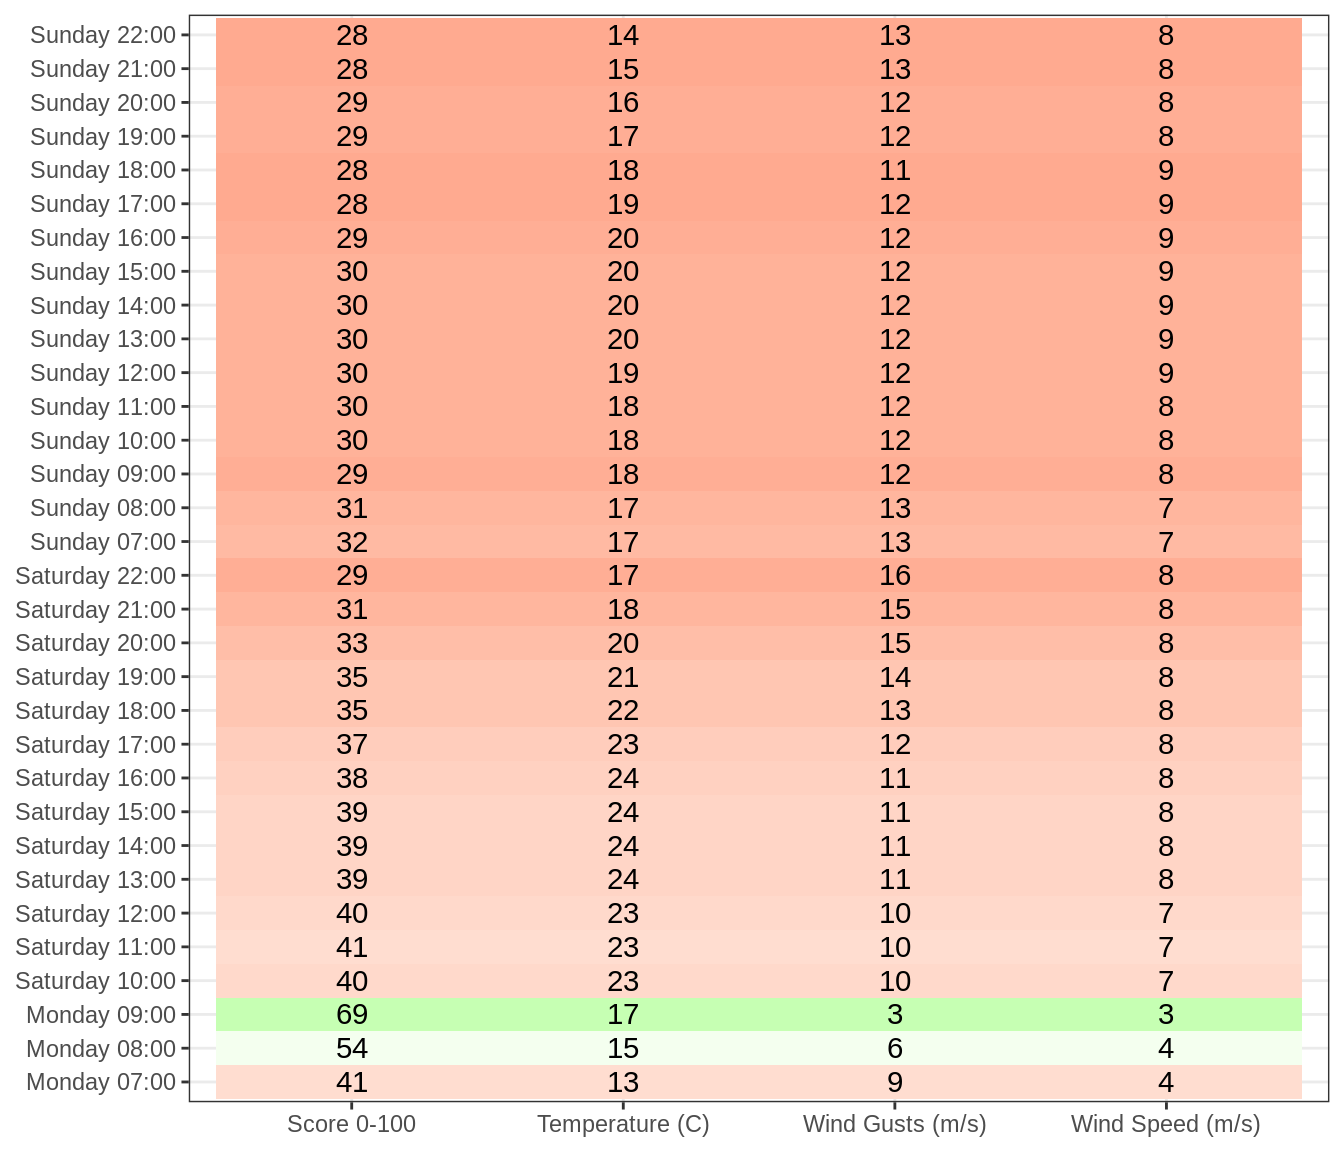 Sunday 22:00 28 14 13 8
Sunday 21:00 28 15 13 8
Sunday 20:00 29 16 12 8
Sunday 19:00 29 17 12 8
Sunday 18:00 28 18 11 9
Sunday 17:00 28 19 12 9
Sunday 16:00 29 20 12 9
Sunday 15:00 30 20 12 9
Sunday 14:00 30 20 12 9
Sunday 13:00 30 20 12 9
Sunday 12:00 30 19 12 9
Sunday 11:00 30 18 12 8
Sunday 10:00 30 18 12 8
Sunday 09:00 29 18 12 8
Sunday 08:00 31 17 13 7
Sunday 07:00 32 17 13 7
Saturday 22:00 29 17 16 8
Saturday 21:00 31 18 15 8
Saturday 20:00 33 20 15 8
Saturday 19:00 35 21 14 8
Saturday 18:00 35 22 13 8
Saturday 17:00 37 23 12 8
Saturday 16:00 38 24 11 8
Saturday 15:00 39 24 11 8
Saturday 14:00 39 24 11 8
Saturday 13:00 39 24 11 8
Saturday 12:00 40 23 10 7
Saturday 11:00 41 23 10 7
Saturday 10:00 40 23 10 7
Monday 09:00 69 17 3 3
Monday 08:00 54 15 6 4
Monday 07:00 41 13 9 4
Score 0-100 Temperature (C) Wind Gusts (m/s) Wind Speed (m/s)